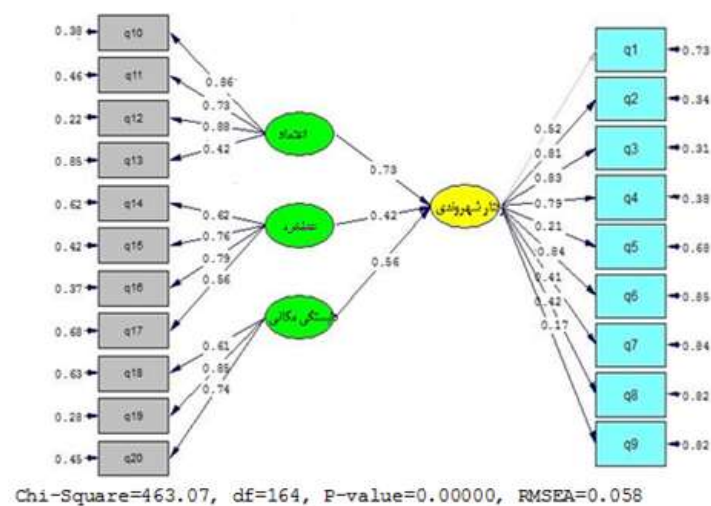 0.38 q10
0.46 q11
0.22 q12
0.85 q13
0.62 q14
0.42 q15
0.37 q16
0.68 q17
0.63 q18
0.28 q19
0.45 q20
0.86
0.73
0.88
0.42
0.62
0.76
0.79
0.56
0.61
0.85
0.74
اعتماد
عملکرد
مکانی
0.73
0.42
0.56
شهروندی
0.52
0.81
0.83
0.79
0.21
0.84
0.41
0.42
0.17
q1 0.73
q2 0.34
q3 0.31
q4 0.38
q5 0.68
q6 0.85
q7 0.84
q8 0.82
q9 0.82
Chi-Square=463.07, df=164, P-value=0.00000, RMSEA=0.058